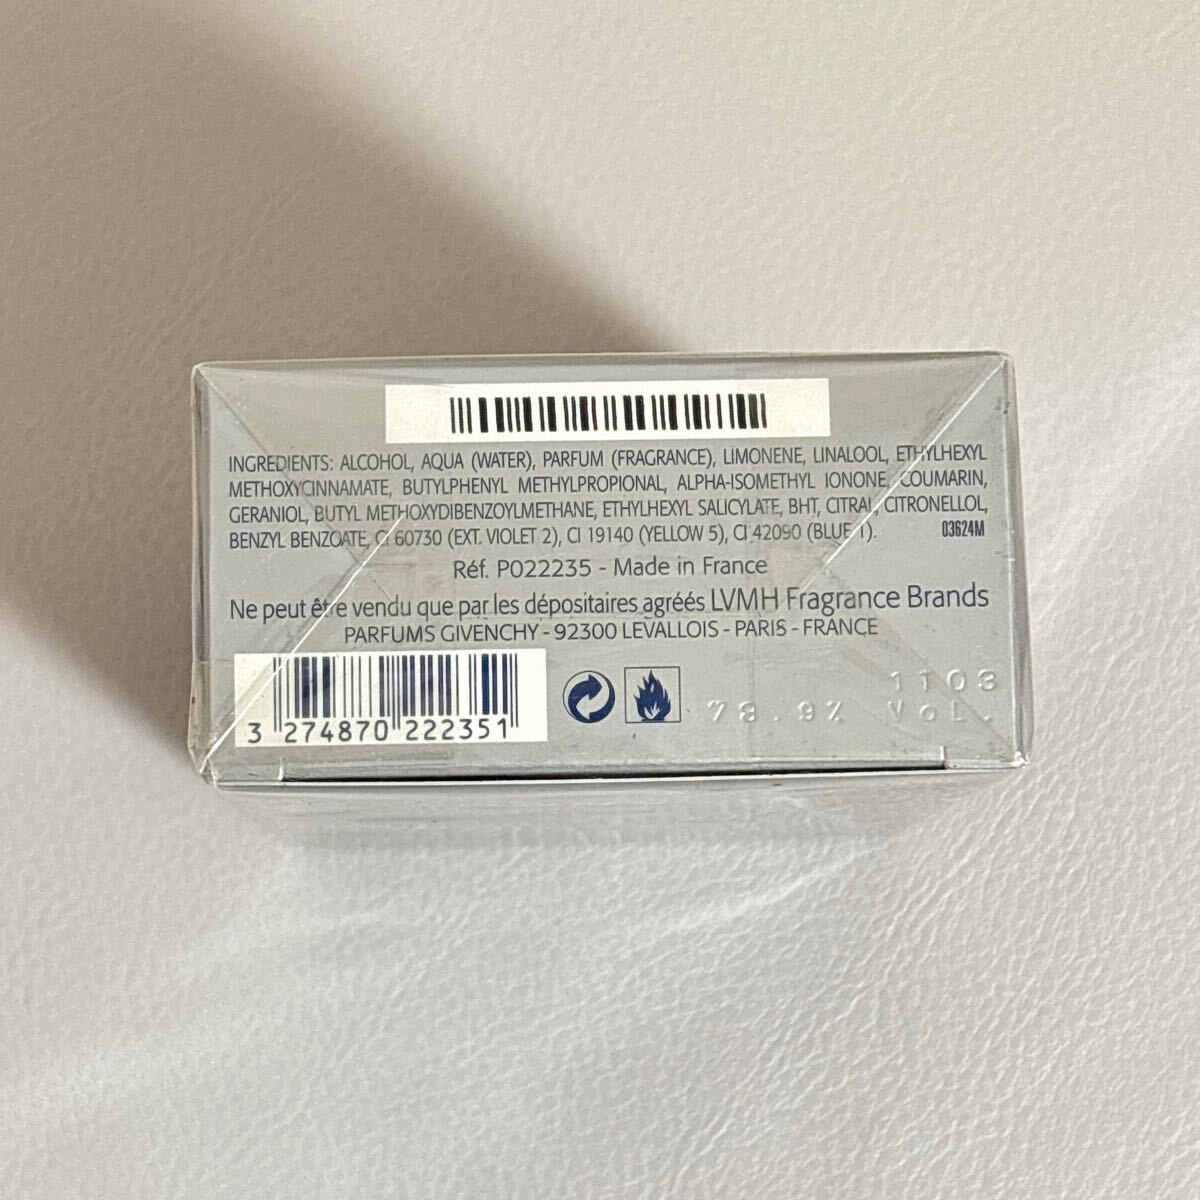 INGREDIENTS: ALCOHOL, AQUA (WATER), PARFUM (FRAGRANCE), LIMONENE, LINALOOL, ETHYLHEXYL
METHOXYCINNAMATE, BUTYLPHENYL METHYLPROPIONAL, ALPHA-ISOMETHYL IONONE, COUMARIN,
GERANIOL, BUTYL METHOXYDIBENZOYLMETHANE, ETHYLHEXYL SALICYLATE, BHT, CITRAL, CITRONELLOL,
BENZYL BENZOATE, CI 60730 (EXT. VIOLET 2), CI 19140 (YELLOW 5), CI 42090 (BLUE 1). 03624M
Réf. P022235 - Made in France
Ne peut être vendu que par les dépositaires agréés LVMH Fragrance Brands
PARFUMS GIVENCHY - 92300 LEVALLOIS - PARIS - FRANCE
1T03
78.9% Vol.
3 274870 222351